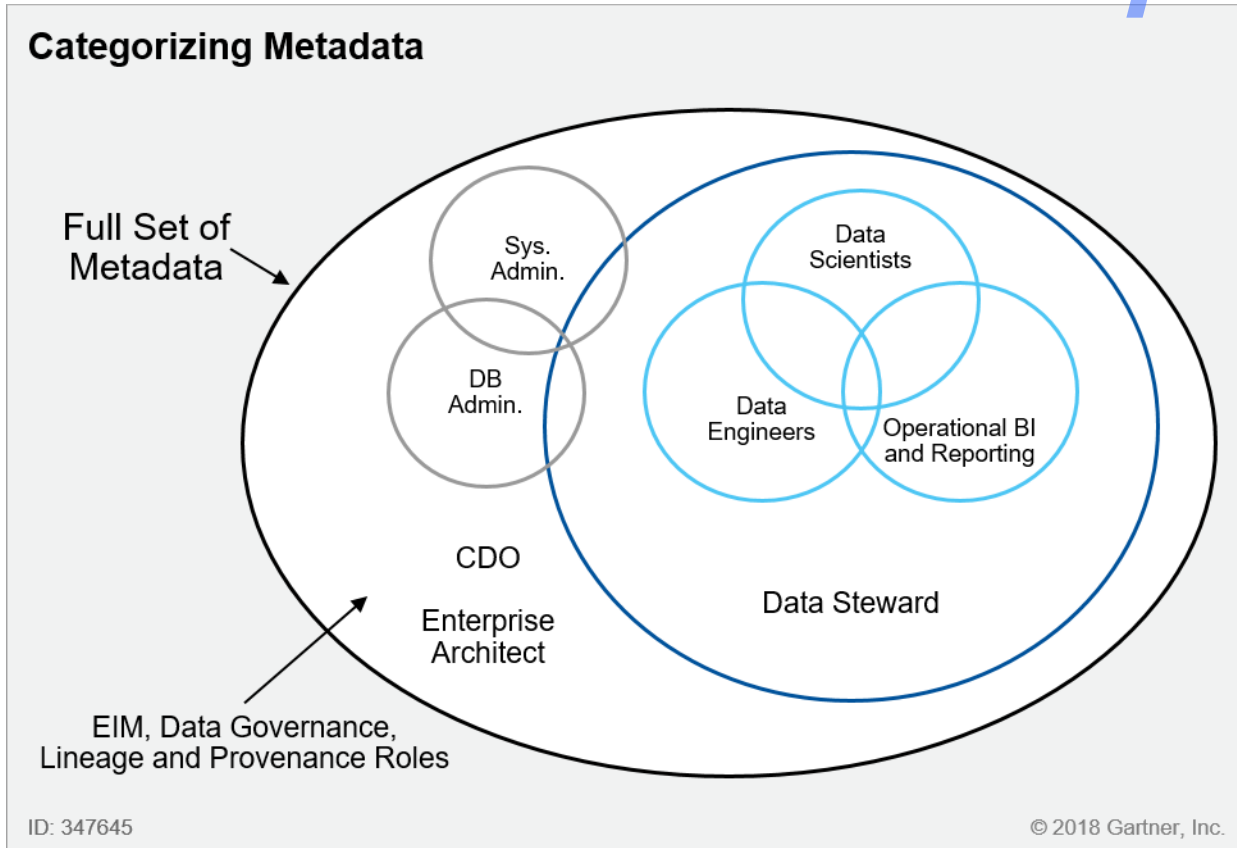 Categorizing Metadata
Full Set of
Metadata
Sys.
Admin.
DB
Admin.
Data
Scientists
Data
Engineers
Operational BI
and Reporting
CDO
Enterprise
Architect
Data Steward
EIM, Data Governance,
Lineage and Provenance Roles
ID: 347645
© 2018 Gartner, Inc.